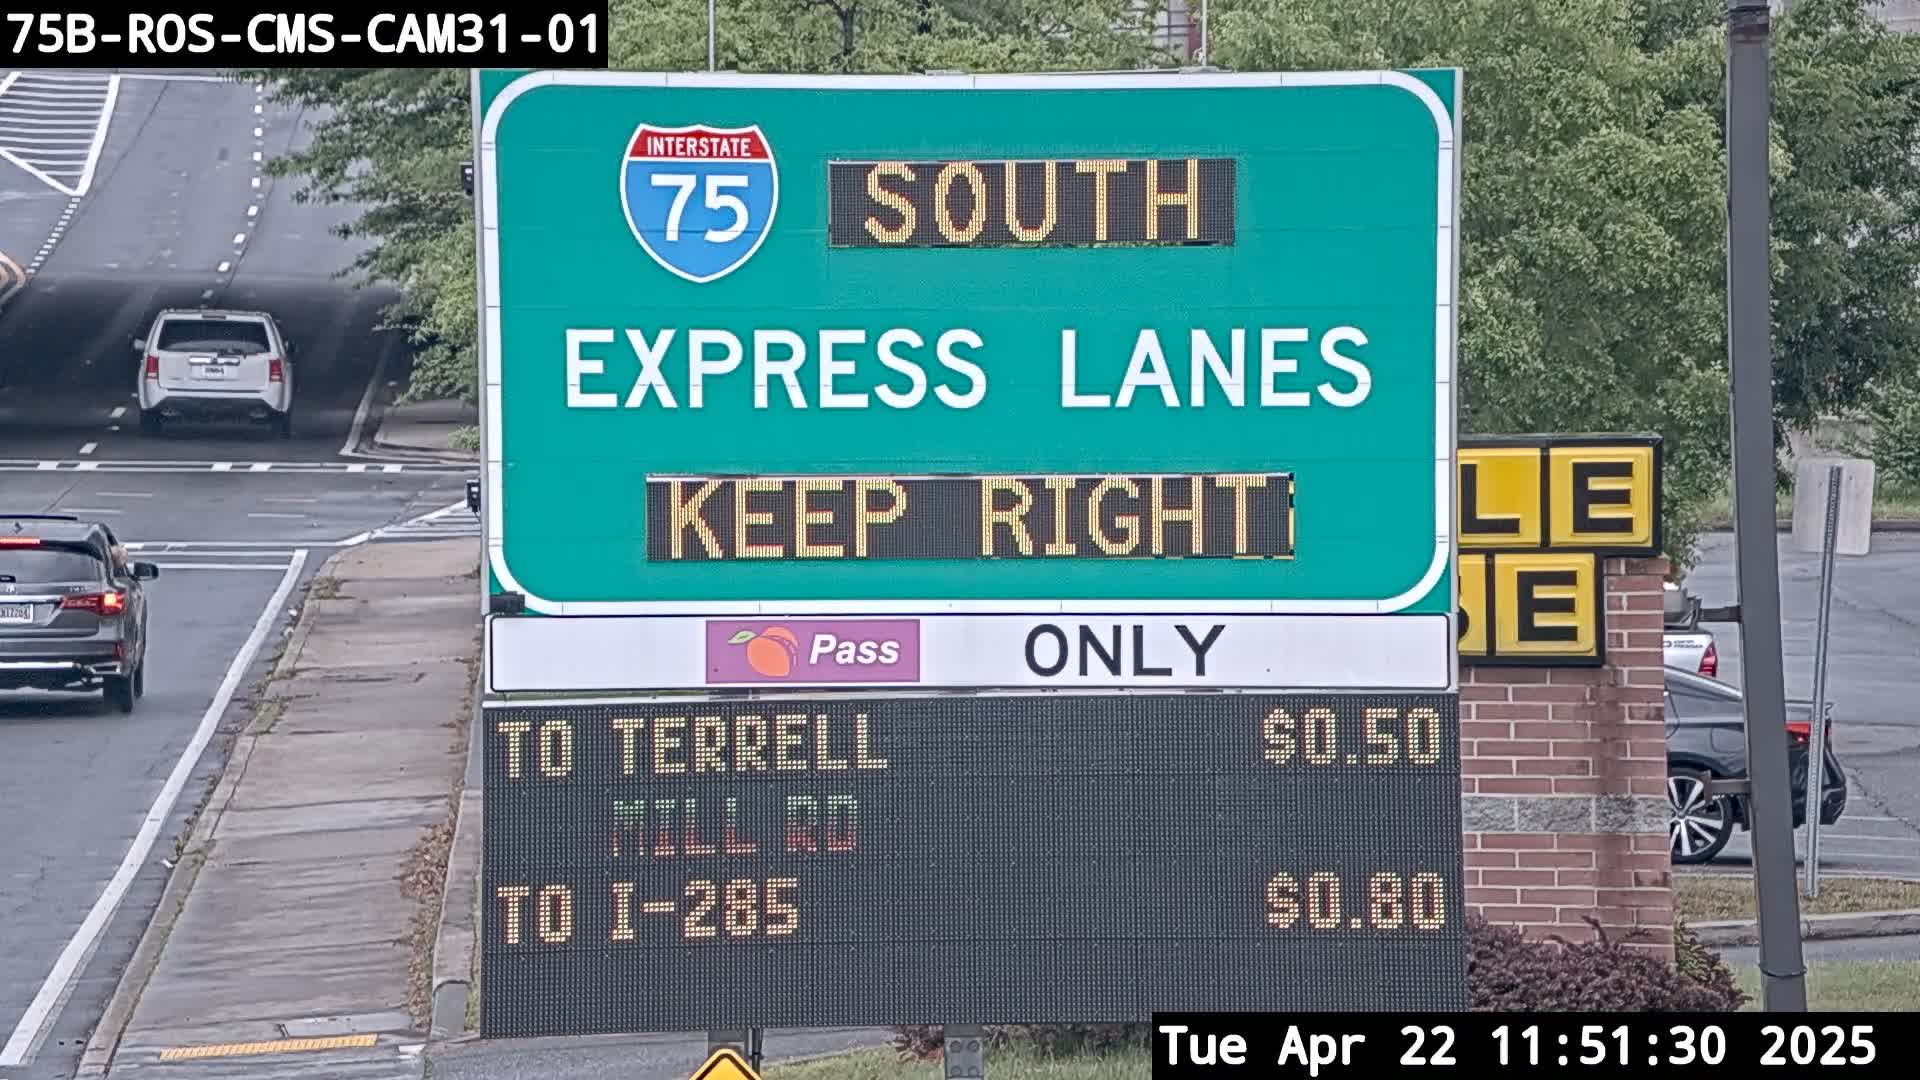 75B-ROS-CMS-CAM31-01
INTERSTATE
75
SOUTH
EXPRESS LANES
KEEP RIGHT
Pass ONLY
TO TERRELL $0.50
MILL RD
TO I-285 $0.80
LE
E
Tue Apr 22 11:51:30 2025